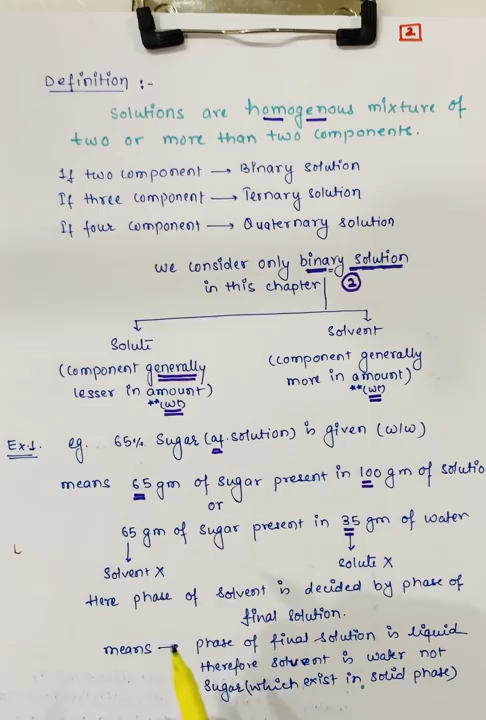 2
Definition :-
Solutions are homogenous mixture of
two or more than two components.
If two component → Binary solution
If three component → Ternary solution
If four component → Quaternary solution
we consider only binary solution
in this chapter 2
Solute
(component generally
lesser in amount)
**(wt)
Solvent
(component generally
more in amount)
**(wt)
Ex.1. eg. 65% Sugar (aq. solution) is given (w/w)
means 65 gm of sugar present in 100 gm of solutio
or
65 gm of sugar present in 35 gm of water
Solvent X
Solute X
Here phase of solvent is decided by phase of
final solution.
means → phase of final solution is liquid
therefore solvent is water not
sugar (which exist in solid phase)